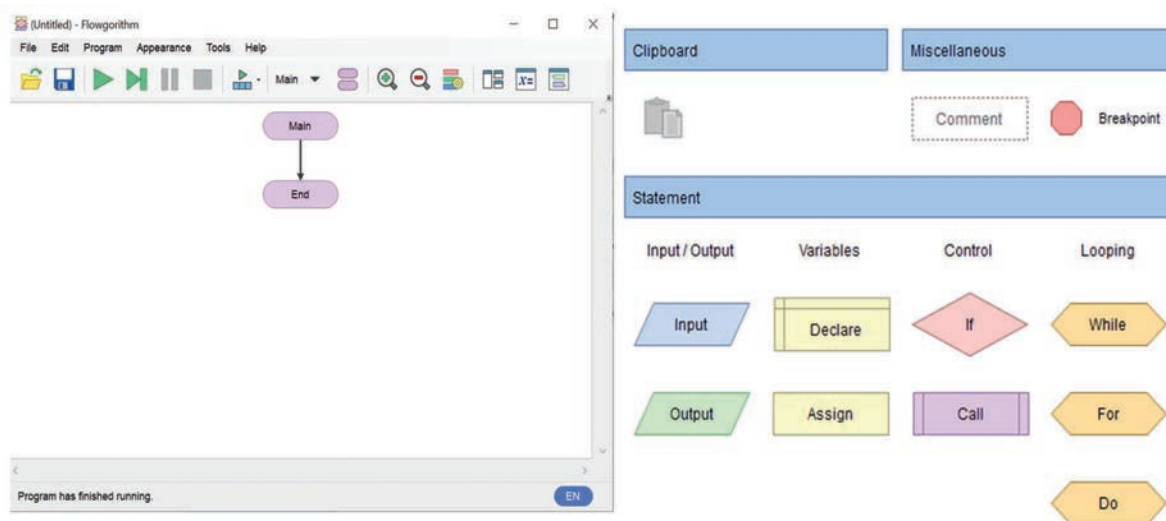 (Untitled) - Flowgorithm
File Edit Program Appearance Tools Help
Main
x=
Main
End
Program has finished running.
EN
Clipboard
Miscellaneous
Comment
Breakpoint
Statement
Input / Output Variables Control Looping
Input Declare If While
Output Assign Call For
Do